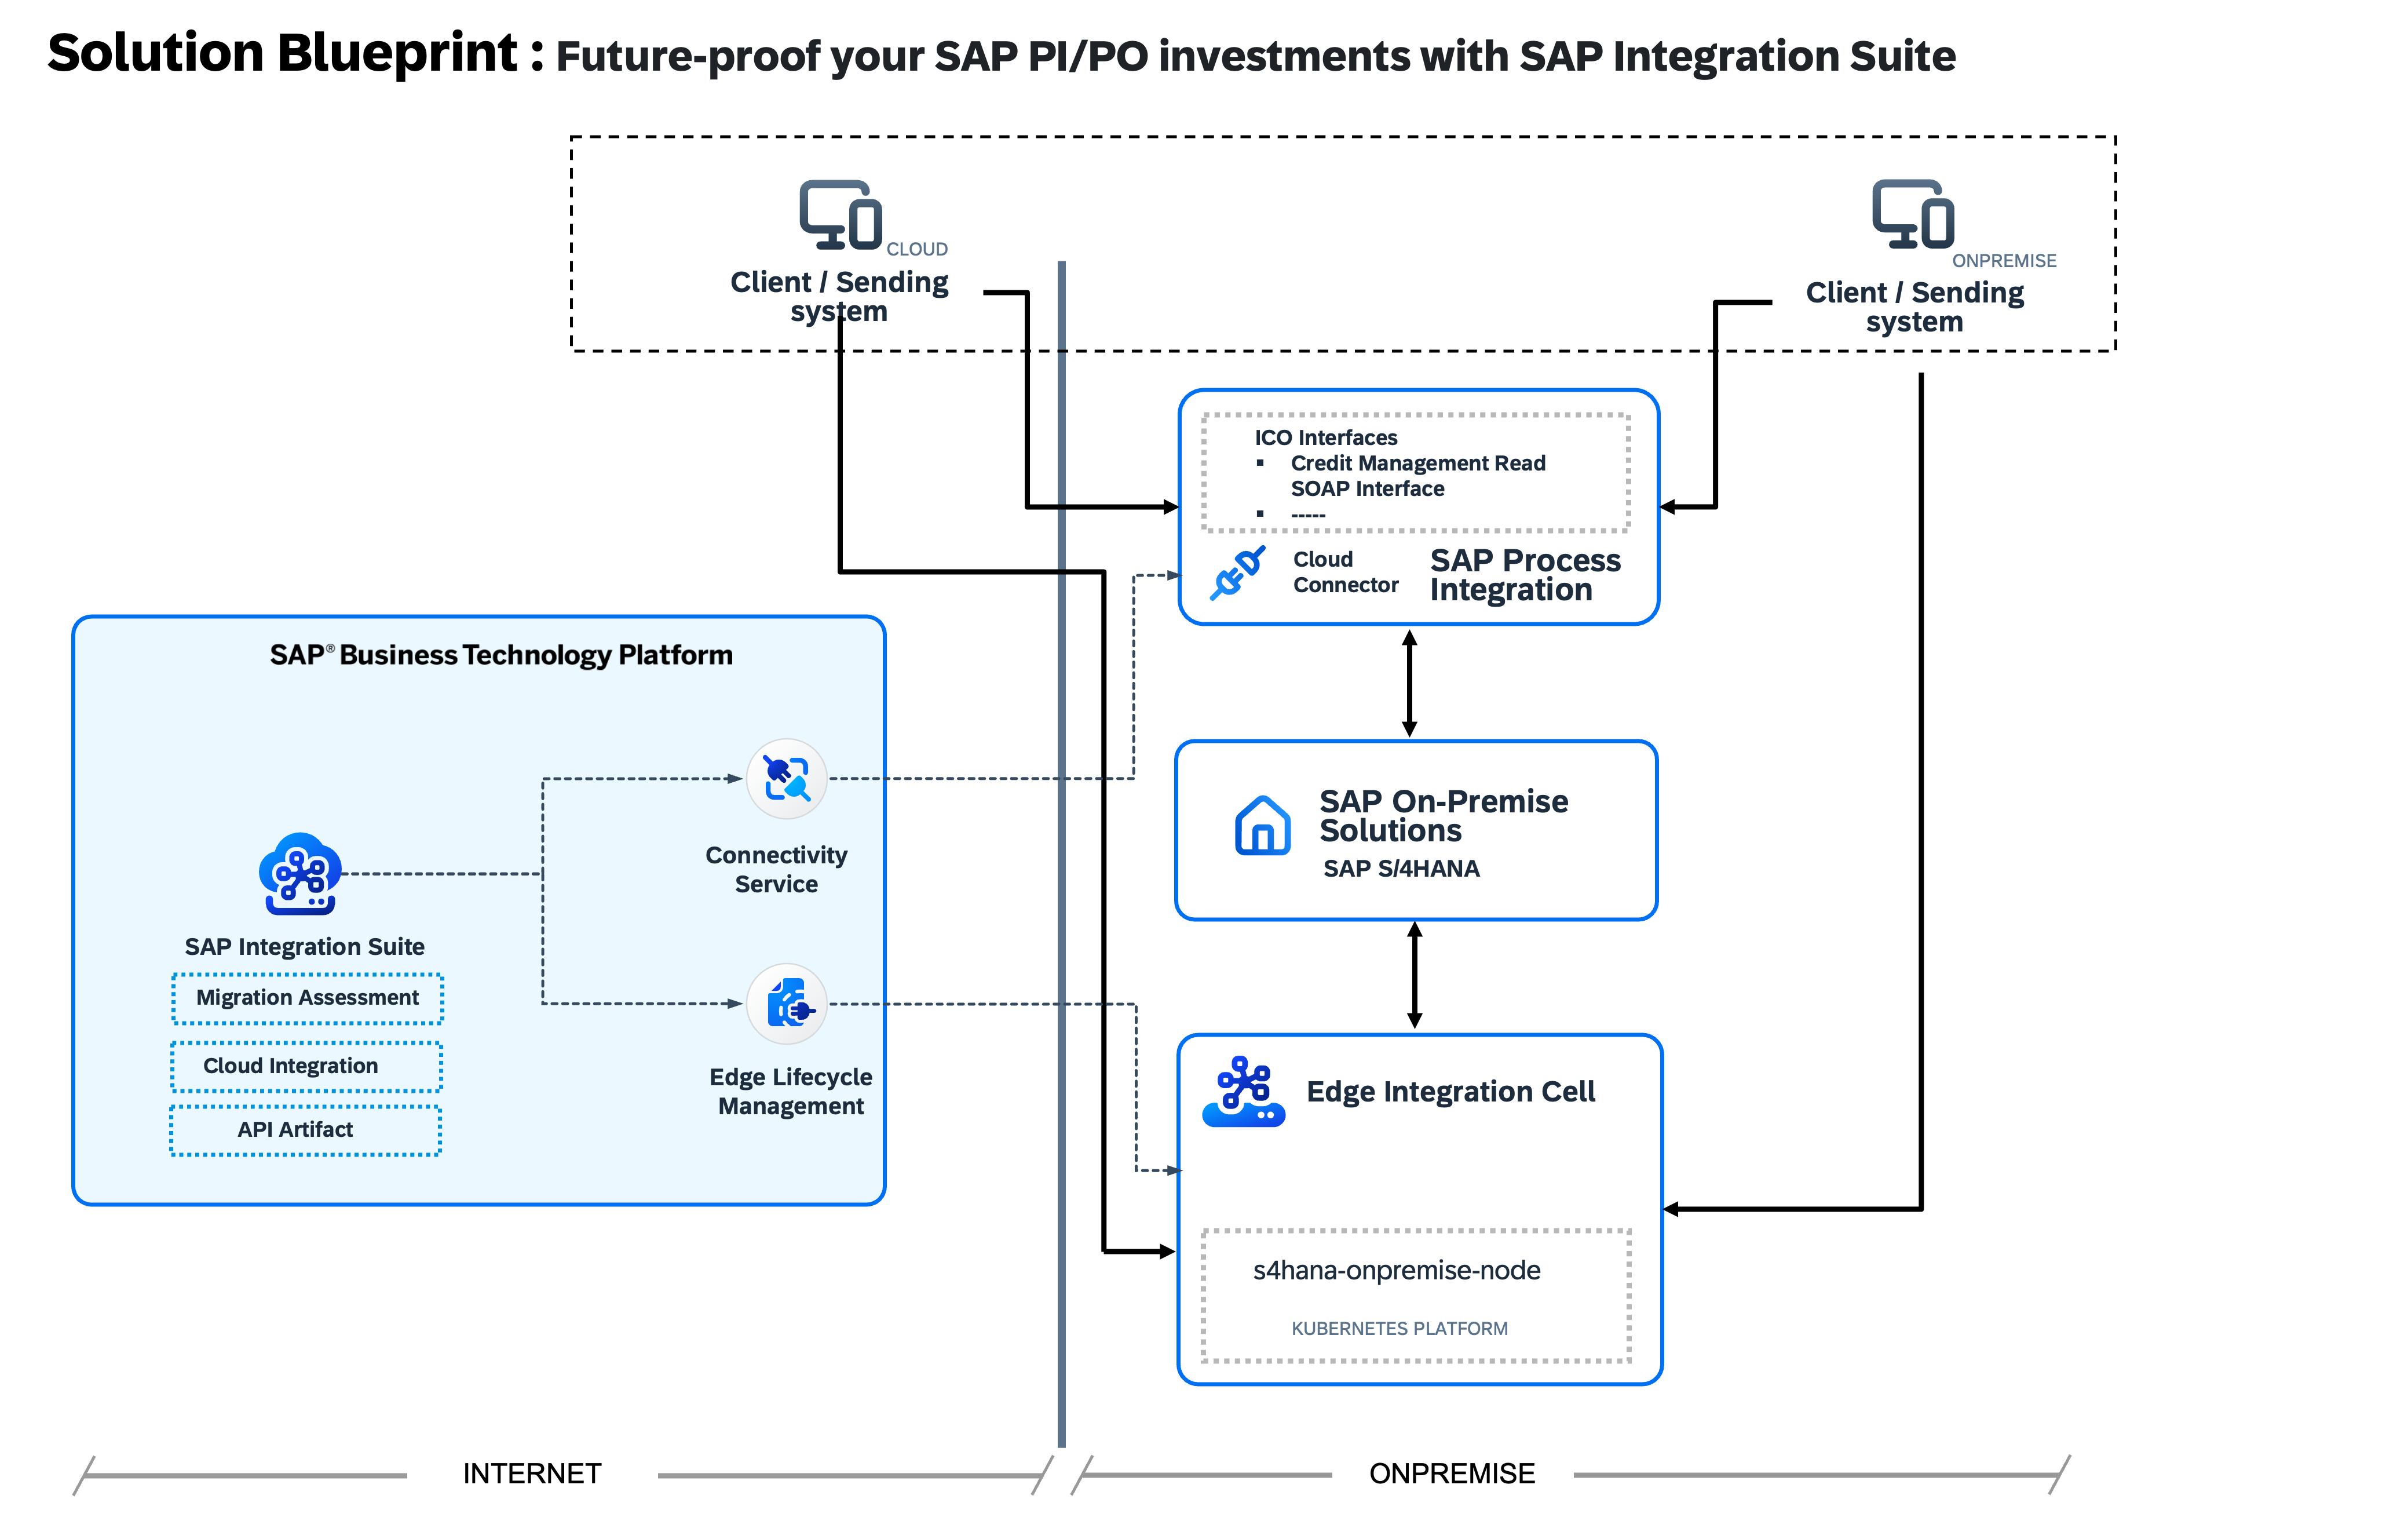 Solution Blueprint : Future-proof your SAP PI/PO investments with SAP Integration Suite
CLOUD
Client / Sending
system
ONPREMISE
Client / Sending
system
ICO Interfaces
▪ Credit Management Read
SOAP Interface
▪ -----
Cloud
Connector
SAP Process
Integration
SAP® Business Technology Platform
Connectivity
Service
SAP Integration Suite
Migration Assessment
Cloud Integration
API Artifact
Edge Lifecycle
Management
SAP On-Premise
Solutions
SAP S/4HANA
Edge Integration Cell
s4hana-onpremise-node
KUBERNETES PLATFORM
INTERNET
ONPREMISE